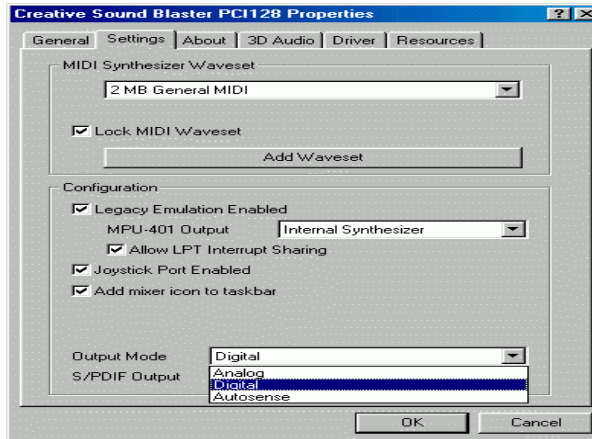 Creative Sound Blaster PCI128 Properties
General Settings About 3D Audio Driver Resources
MIDI Synthesizer Waveset
2 MB General MIDI
Lock MIDI Waveset
Add Waveset
Configuration
Legacy Emulation Enabled
MPU-401 Output Internal Synthesizer
Allow LPT Interrupt Sharing
Joystick Port Enabled
Add mixer icon to taskbar
Output Mode Digital
S/PDIF Output Analog
Digital
Autosense
OK Cancel